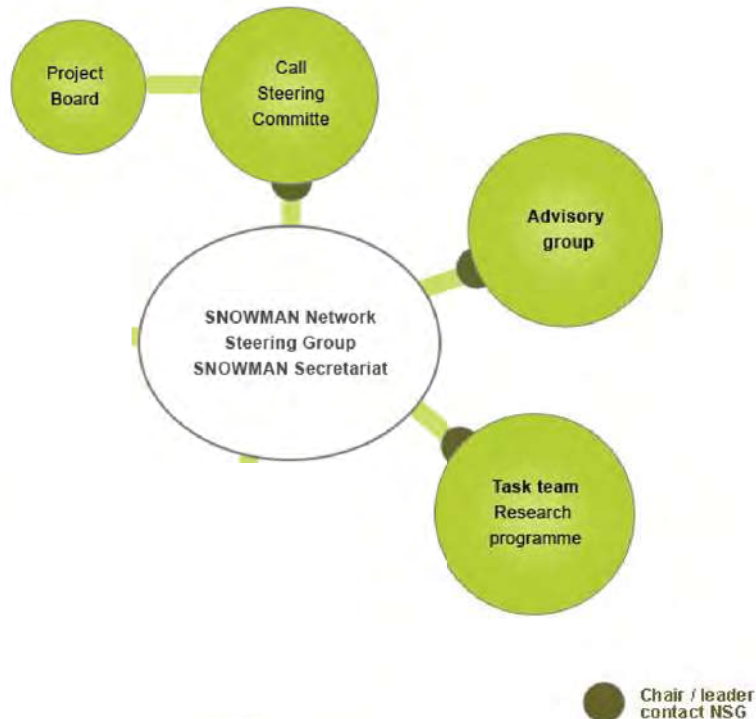 Project
Board
Call
Steering
Committe
Advisory
group
SNOWMAN Network
Steering Group
SNOWMAN Secretariat
Task team
Research
programme
Chair / leader
contact NSG